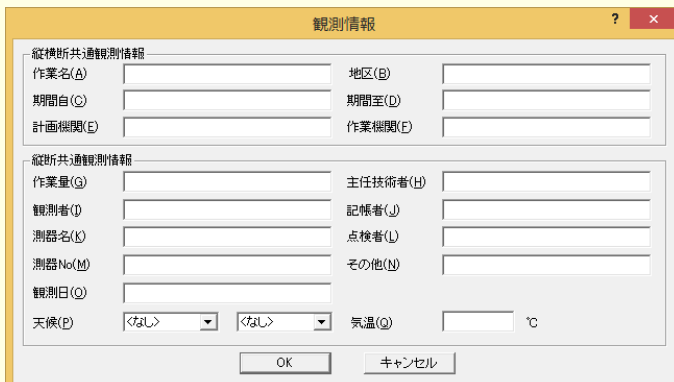 観測情報
? ×
縦横断共通観測情報
作業名(A) 地区(B)
期間自(C) 期間至(D)
計画機関(E) 作業機関(F)
縦断共通観測情報
作業量(G) 主任技術者(H)
観測者(I) 記帳者(J)
測器名(K) 点検者(L)
測器No(M) その他(N)
観測日(O)
天候(P) <なし> <なし> 気温(Q) ℃
OK キャンセル